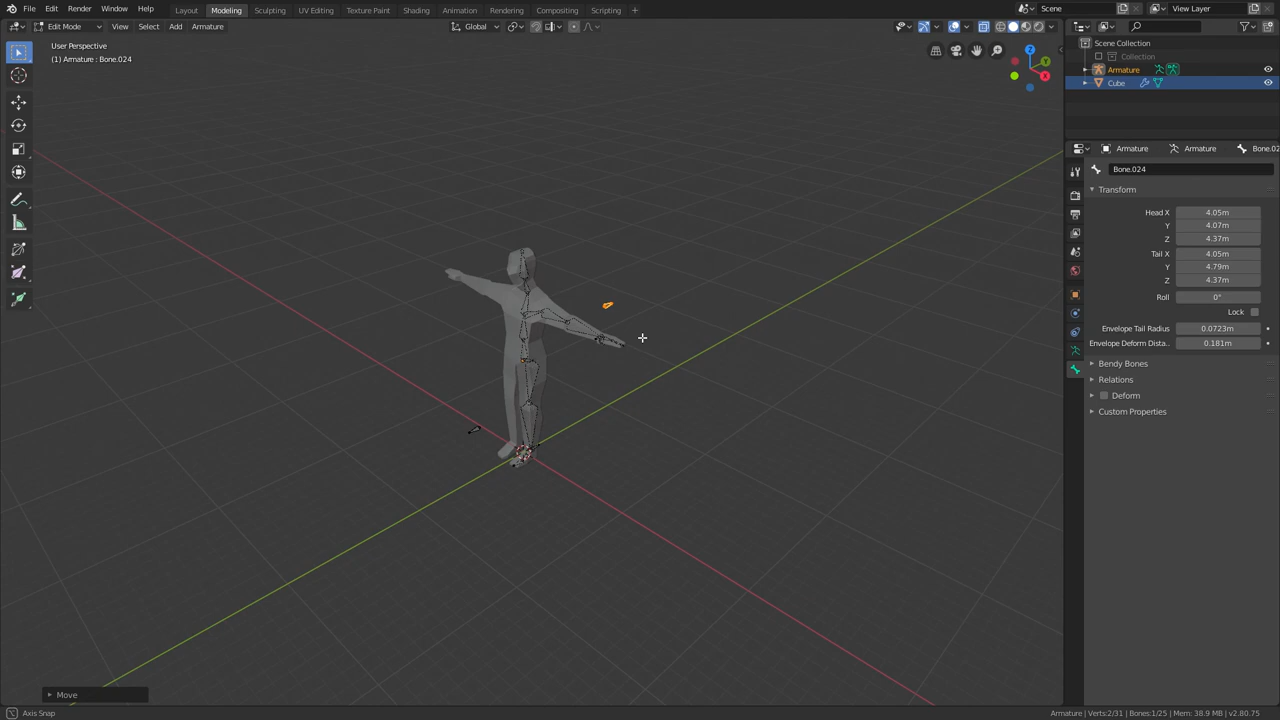 File Edit Render Window Help Layout Modeling Sculpting UV Editing Texture Paint Shading Animation Rendering Compositing Scripting + Scene View Layer
Edit Mode View Select Add Armature Global
User Perspective
(1) Armature : Bone.024
Z
Y
X
Scene Collection
Collection
Armature
Cube
Armature Armature Bone.02
Bone.024
Transform
Head X 4.05m
Y 4.07m
Z 4.37m
Tail X 4.05m
Y 4.79m
Z 4.37m
Roll 0°
Lock
Envelope Tail Radius 0.0723m
Envelope Deform Dista.. 0.181m
Bendy Bones
Relations
Deform
Custom Properties
Move
Axis Snap
Armature | Verts:2/31 | Bones:1/25 | Mem: 38.9 MB | v2.80.75